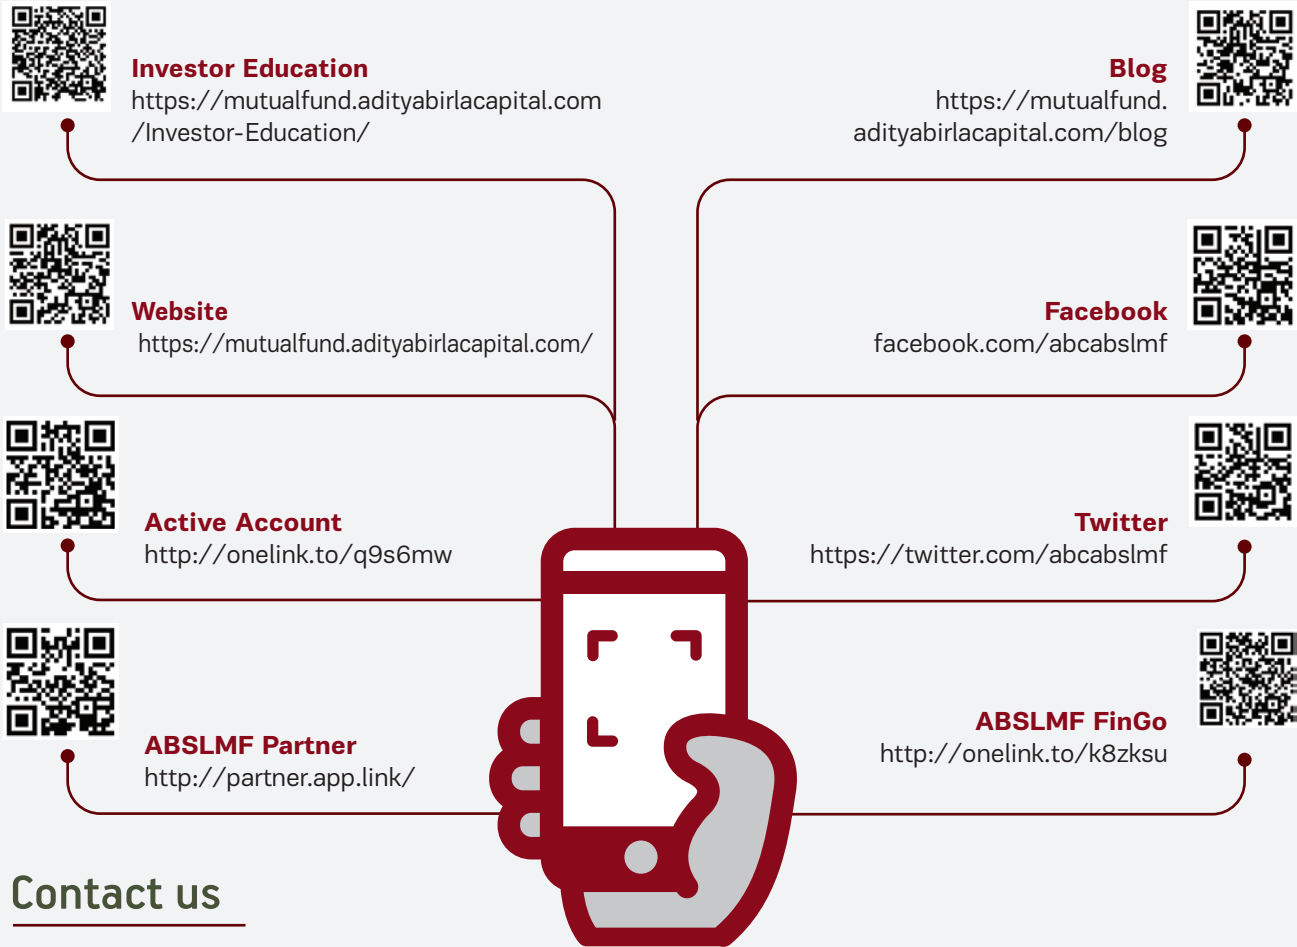 Investor Education
https://mutualfund.adityabirlacapital.com
/Investor-Education/
Blog
https://mutualfund.
adityabirlacapital.com/blog
Website
https://mutualfund.adityabirlacapital.com/
Facebook
facebook.com/abcabslmf
Active Account
http://onelink.to/q9s6mw
Twitter
https://twitter.com/abcabslmf
ABSLMF Partner
http://partner.app.link/
ABSLMF FinGo
http://onelink.to/k8zksu
Contact us